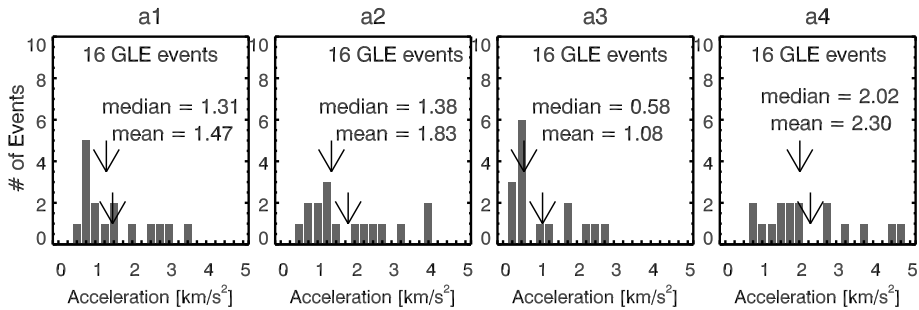 a1
a2
a3
a4
# of Events
10
8
6
4
2
0
16 GLE events
median = 1.31
mean = 1.47
0 1 2 3 4 5
Acceleration [km/s²]
10
8
6
4
2
0
16 GLE events
median = 1.38
mean = 1.83
0 1 2 3 4 5
Acceleration [km/s²]
10
8
6
4
2
0
16 GLE events
median = 0.58
mean = 1.08
0 1 2 3 4 5
Acceleration [km/s²]
10
8
6
4
2
0
16 GLE events
median = 2.02
mean = 2.30
0 1 2 3 4 5
Acceleration [km/s²]